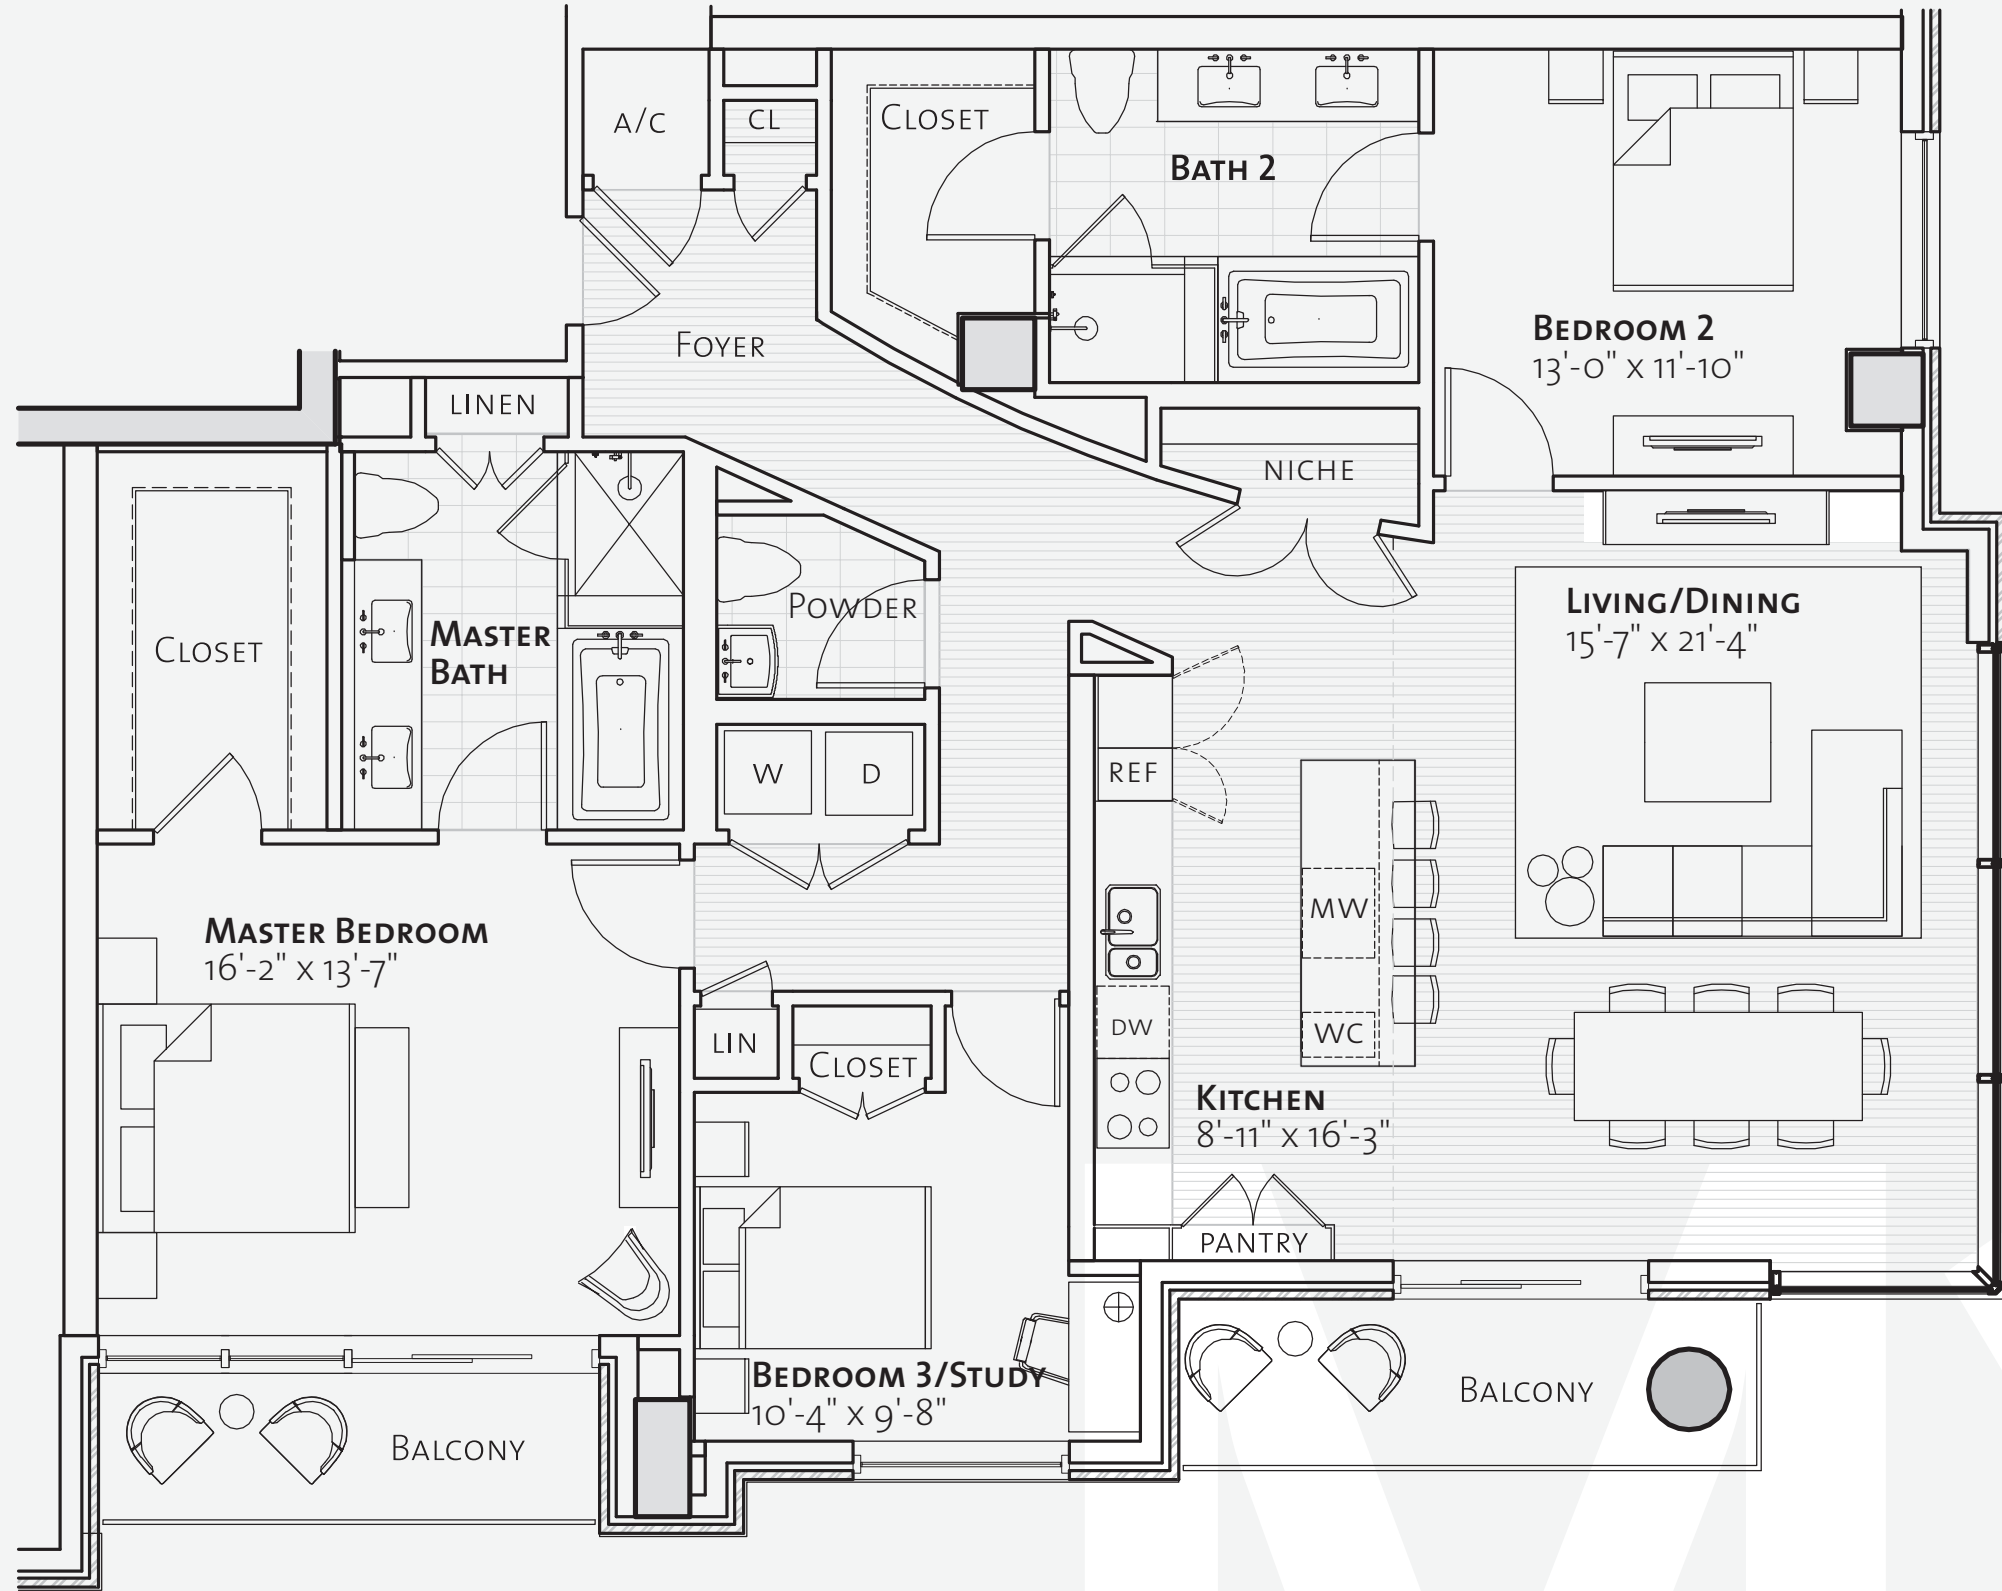 A/C
CL
CLOSET
BATH 2
BEDROOM 2
13'-0" X 11'-10"
FOYER
LINEN
NICHE
LIVING/DINING
15'-7" X 21'-4"
POWDER
CLOSET
MASTER
BATH
W
D
REF
MW
MASTER BEDROOM
16'-2" X 13'-7"
DW
WC
LIN
CLOSET
KITCHEN
8'-11" X 16'-3"
PANTRY
BEDROOM 3/STUDY
10'-4" X 9'-8"
BALCONY
BALCONY
M